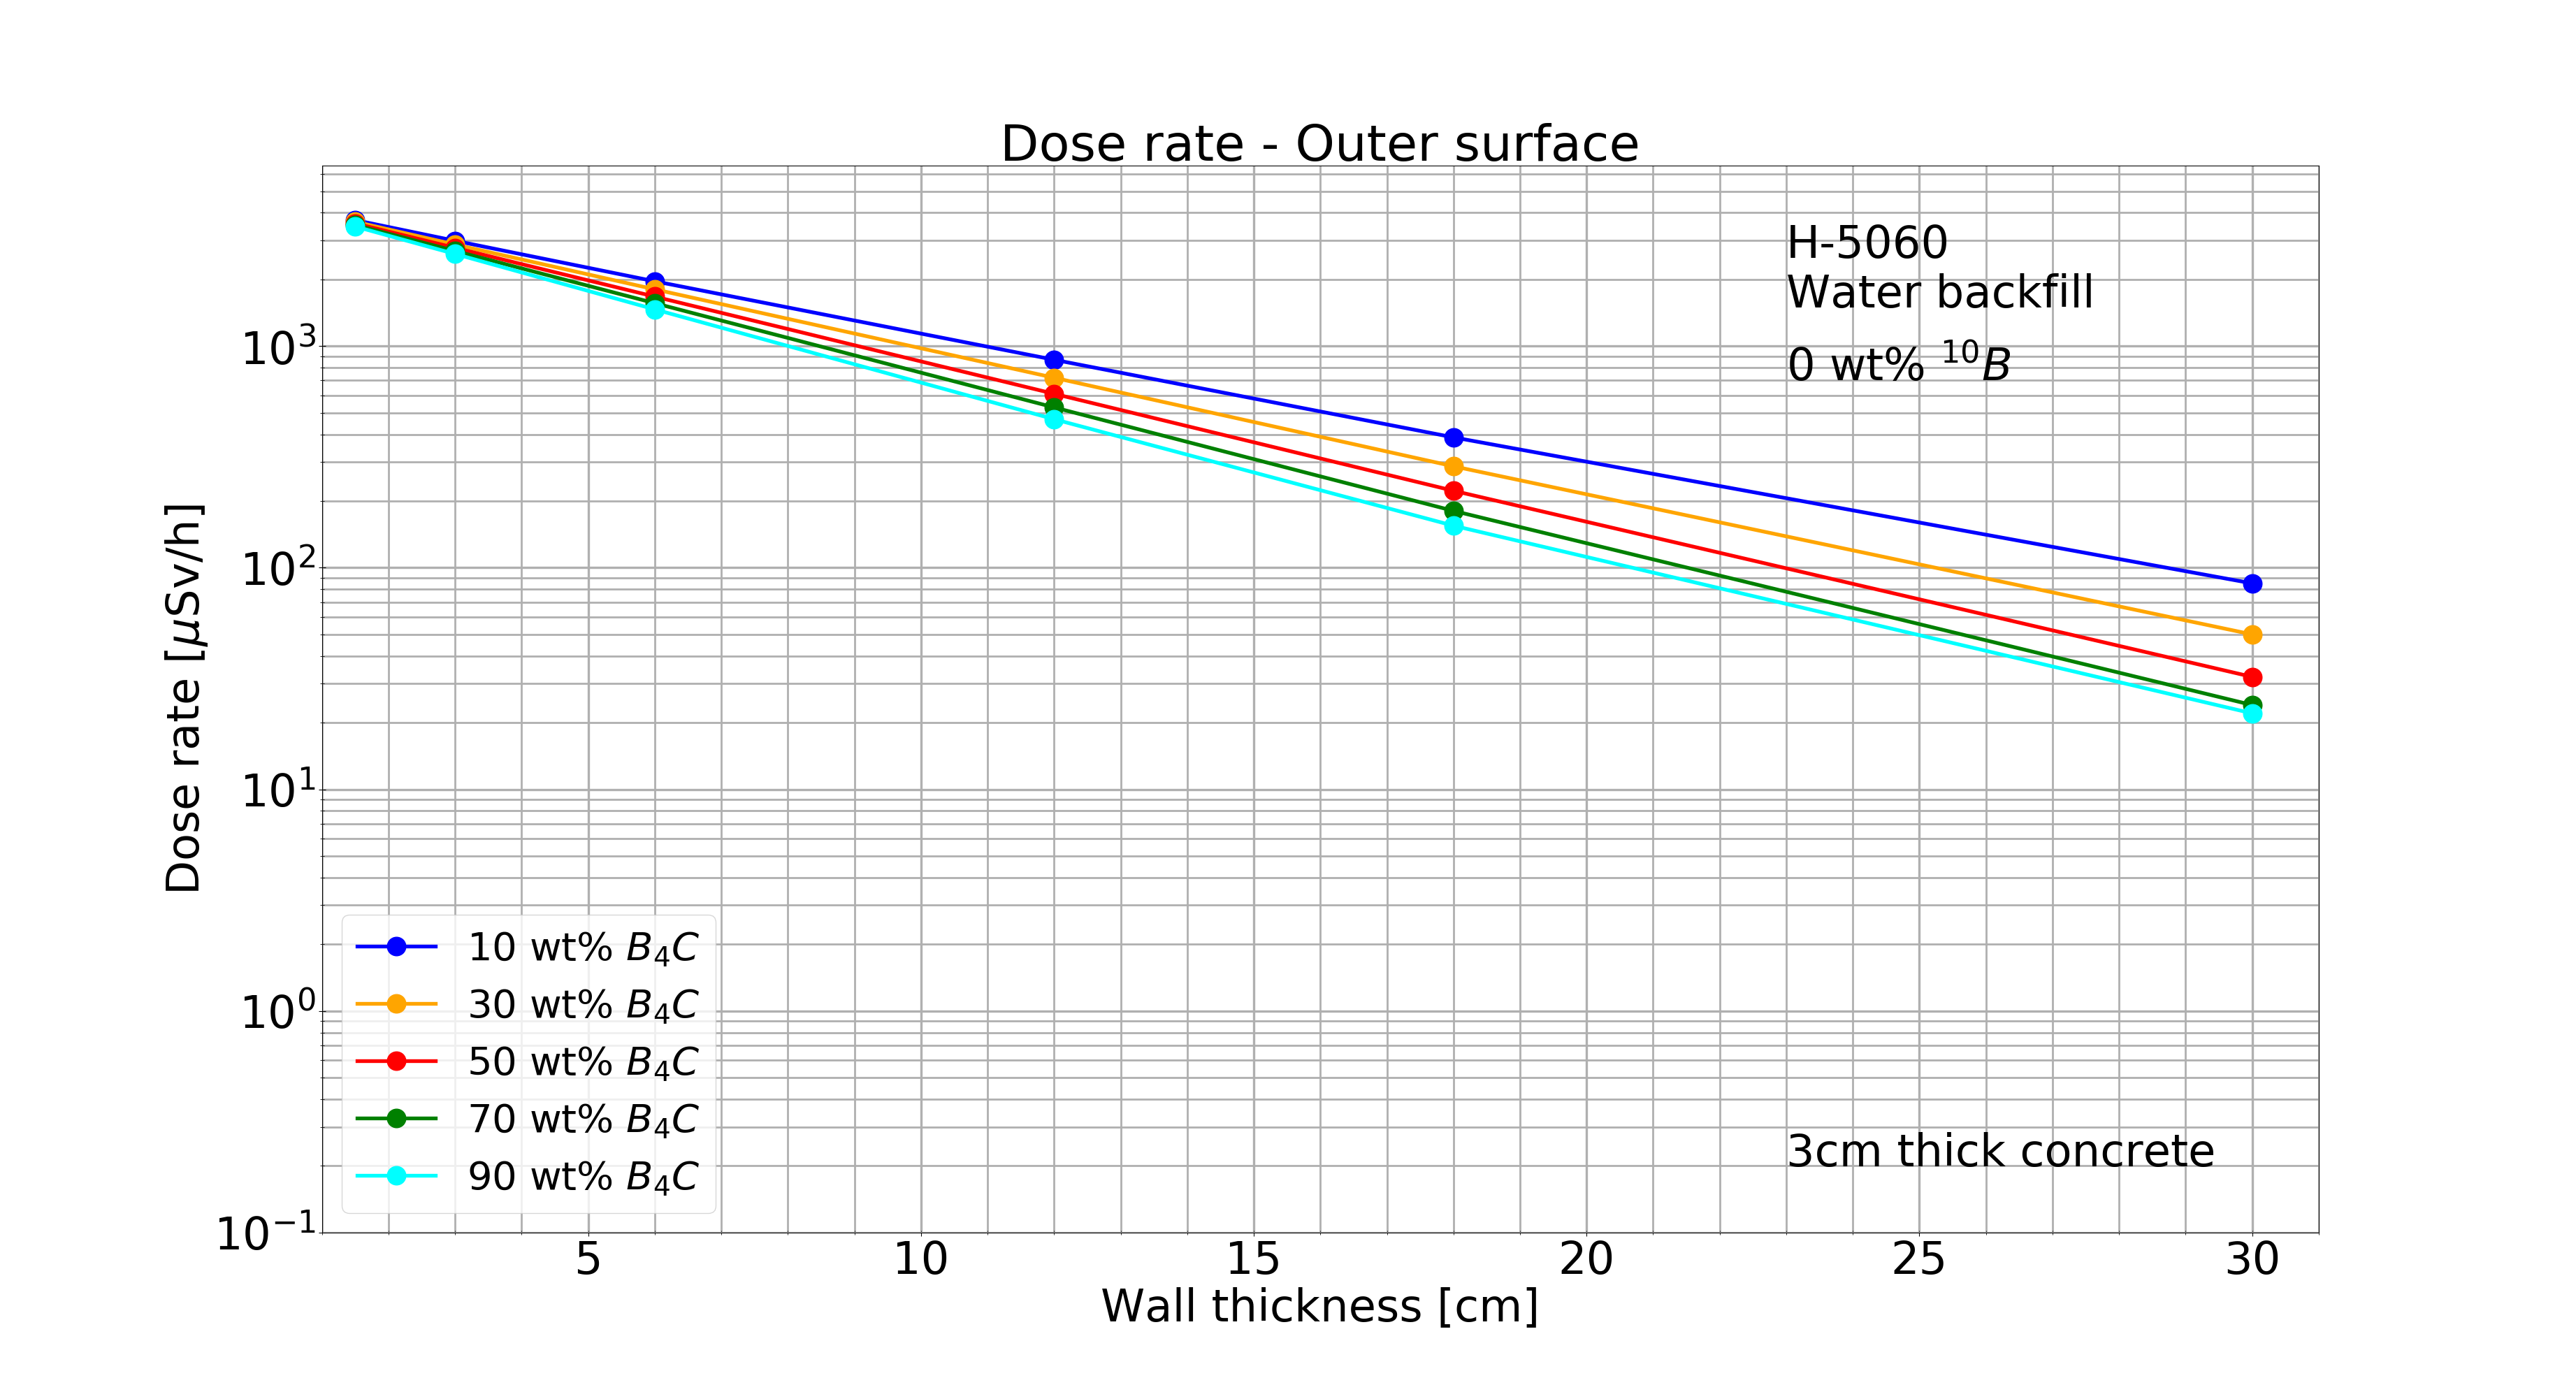 Dose rate - Outer surface
H-5060
Water backfill
0 wt% ¹⁰B
10³
10²
10¹
10⁰
10⁻¹
Dose rate [μSv/h]
10 wt% B₄C
30 wt% B₄C
50 wt% B₄C
70 wt% B₄C
90 wt% B₄C
3cm thick concrete
5 10 15 20 25 30
Wall thickness [cm]